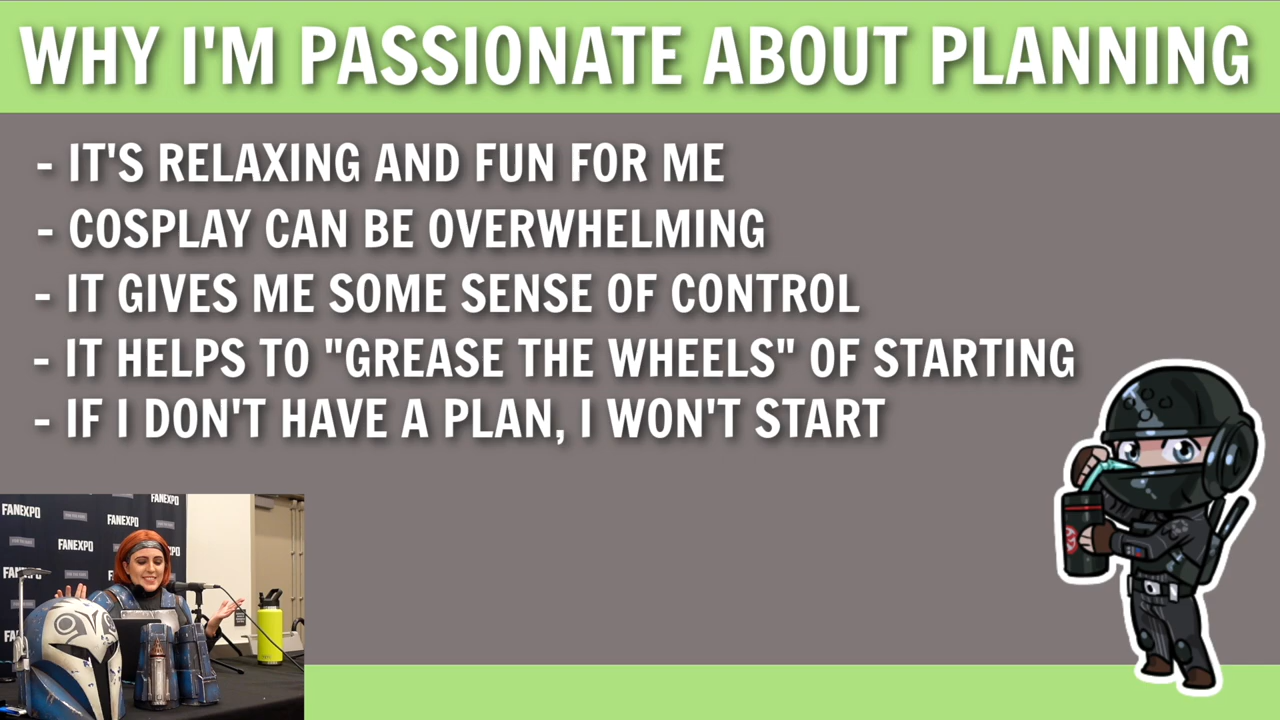 WHY I'M PASSIONATE ABOUT PLANNING
- IT'S RELAXING AND FUN FOR ME
- COSPLAY CAN BE OVERWHELMING
- IT GIVES ME SOME SENSE OF CONTROL
- IT HELPS TO "GREASE THE WHEELS" OF STARTING
- IF I DON'T HAVE A PLAN, I WON'T START
FANEXPO
FANEXPO
FANEXPO
FANEXPO